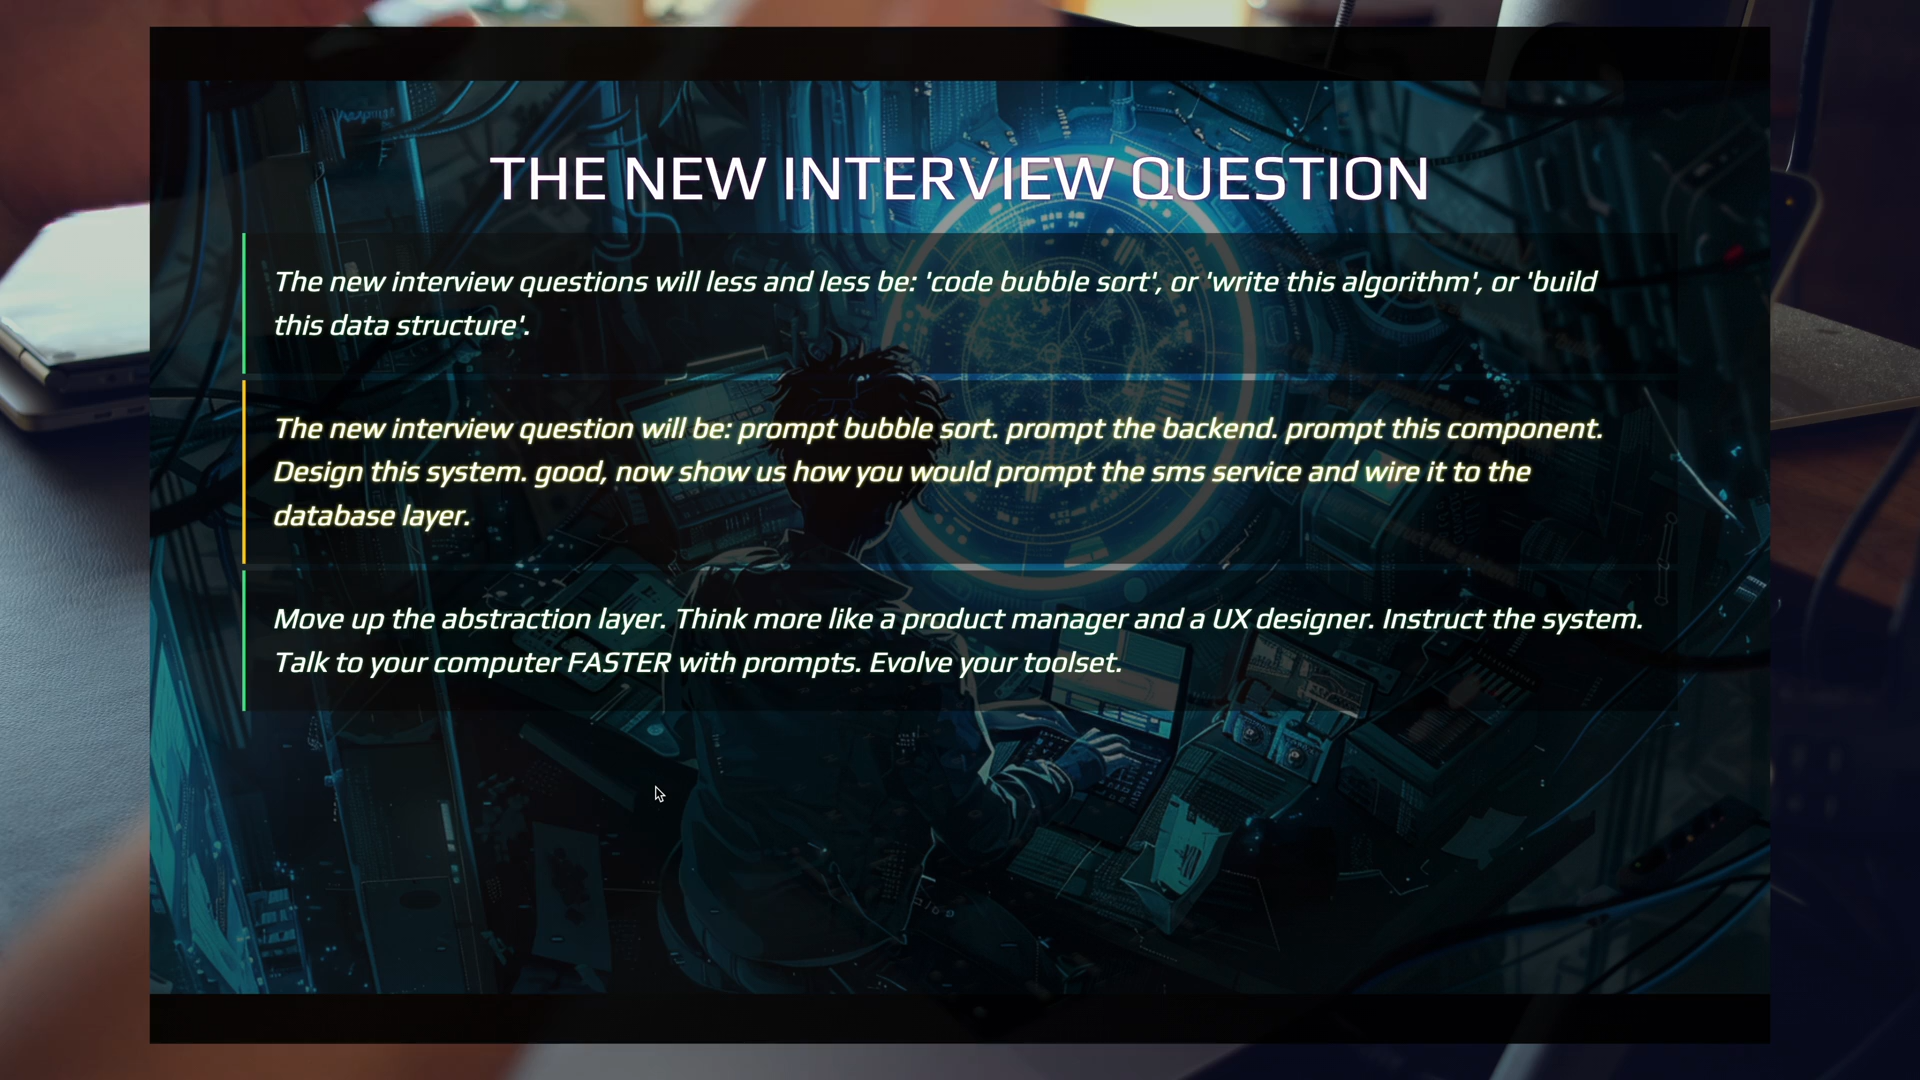 THE NEW INTERVIEW QUESTION
The new interview questions will less and less be: 'code bubble sort', or 'write this algorithm', or 'build
this data structure'.
The new interview question will be: prompt bubble sort. prompt the backend. prompt this component.
Design this system. good, now show us how you would prompt the sms service and wire it to the
database layer.
Move up the abstraction layer. Think more like a product manager and a UX designer. Instruct the system.
Talk to your computer FASTER with prompts. Evolve your toolset.